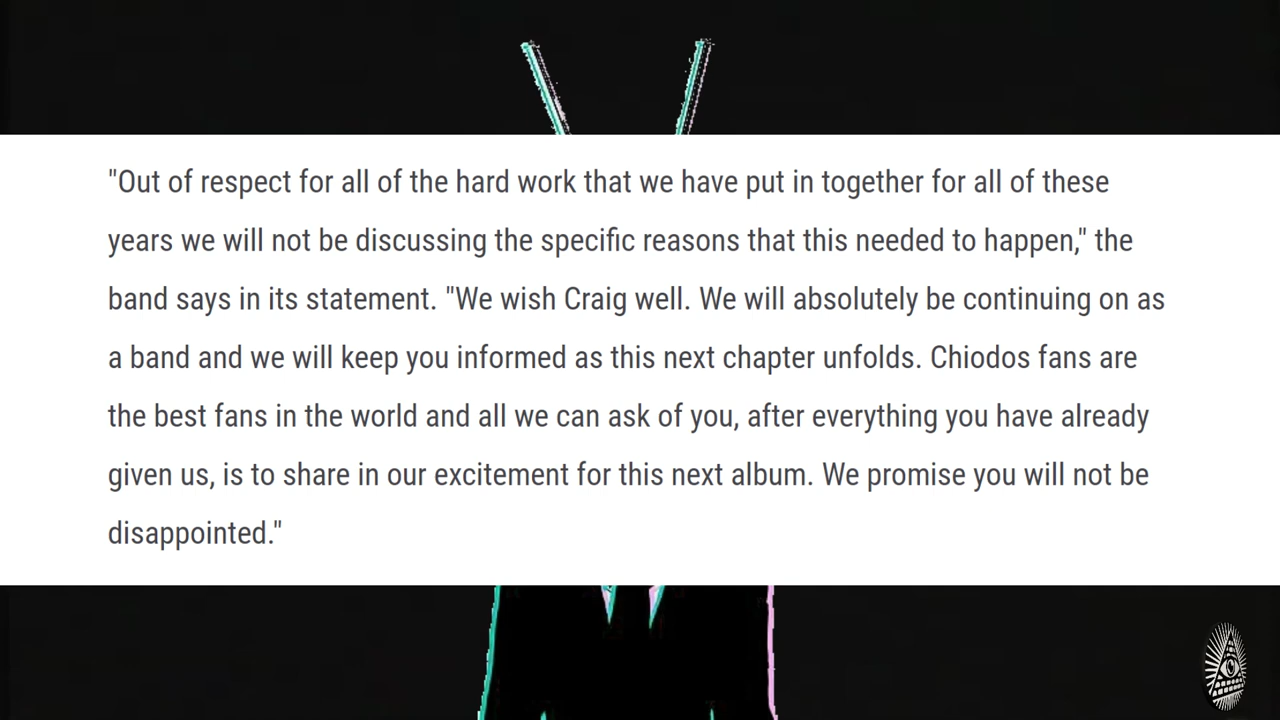 "Out of respect for all of the hard work that we have put in together for all of these
years we will not be discussing the specific reasons that this needed to happen," the
band says in its statement. "We wish Craig well. We will absolutely be continuing on as
a band and we will keep you informed as this next chapter unfolds. Chiodos fans are
the best fans in the world and all we can ask of you, after everything you have already
given us, is to share in our excitement for this next album. We promise you will not be
disappointed."